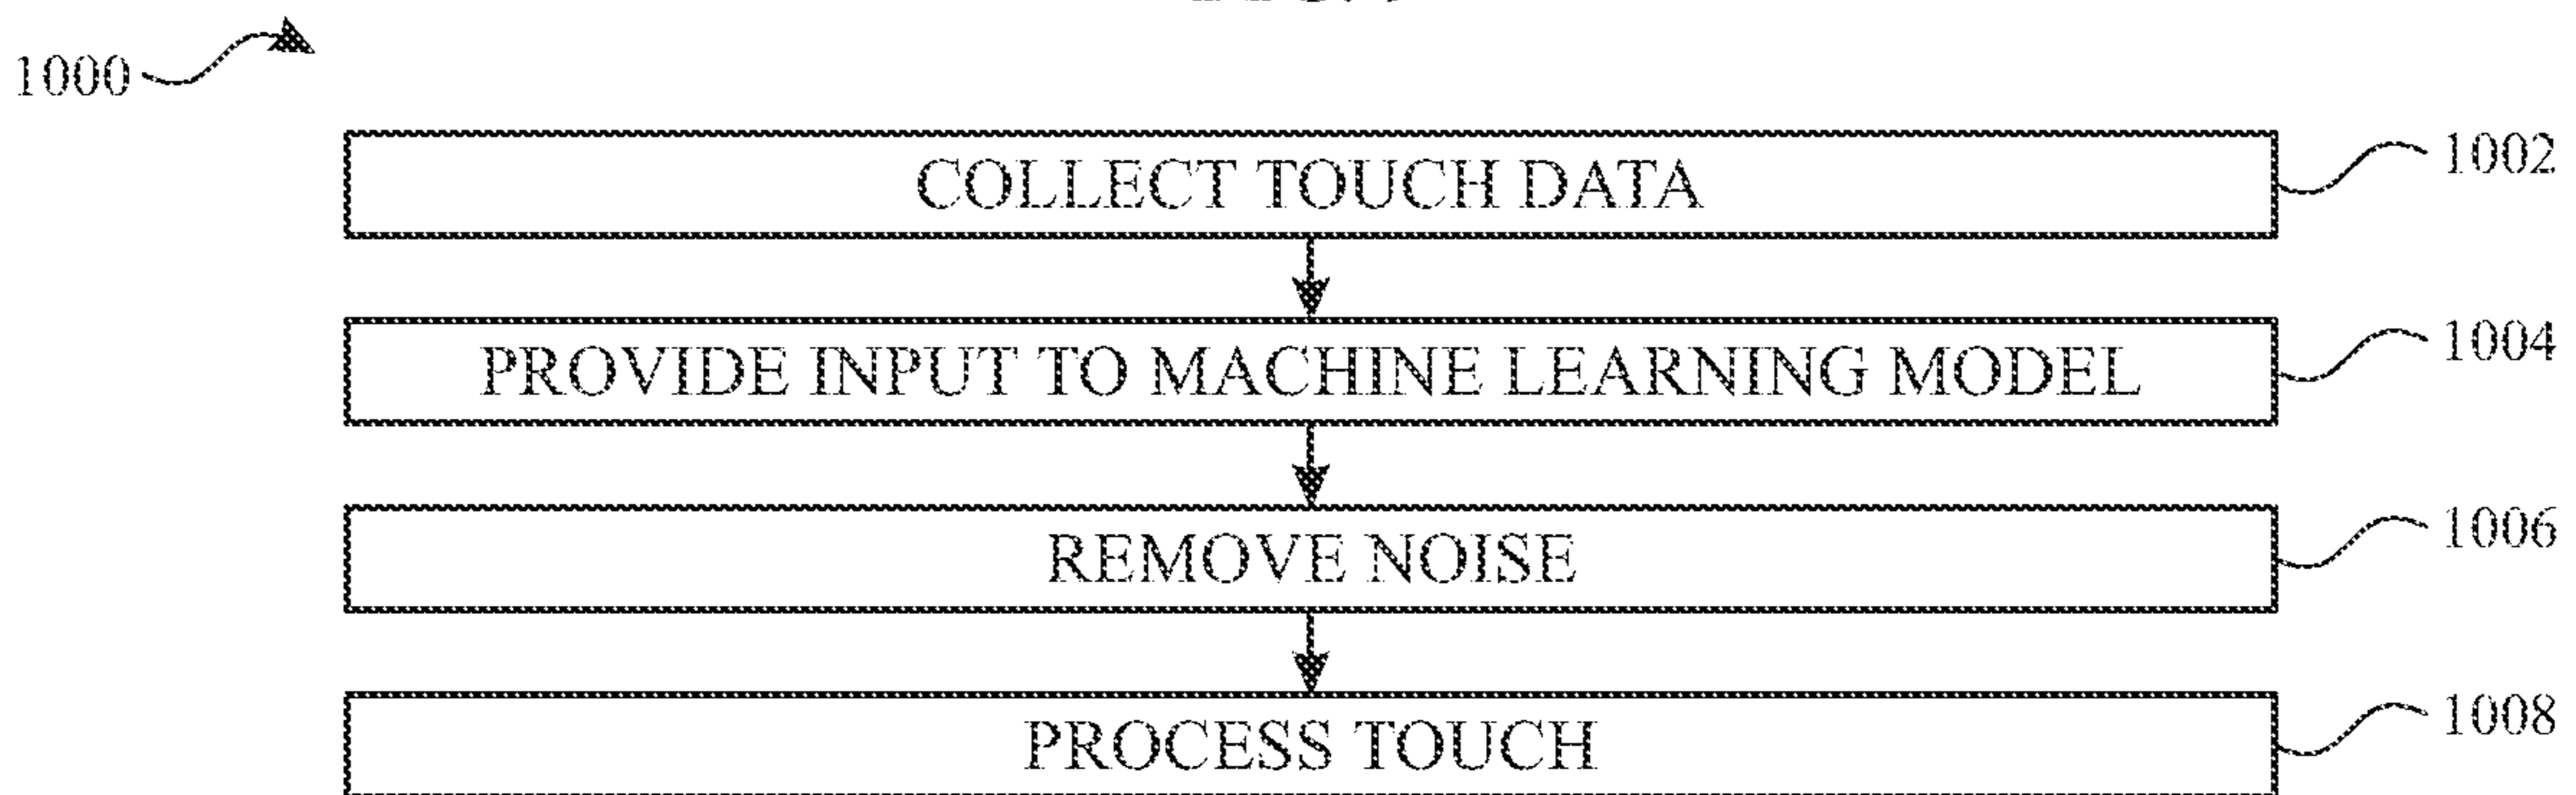 1000
COLLECT TOUCH DATA
1002
PROVIDE INPUT TO MACHINE LEARNING MODEL
1004
REMOVE NOISE
1006
PROCESS TOUCH
1008